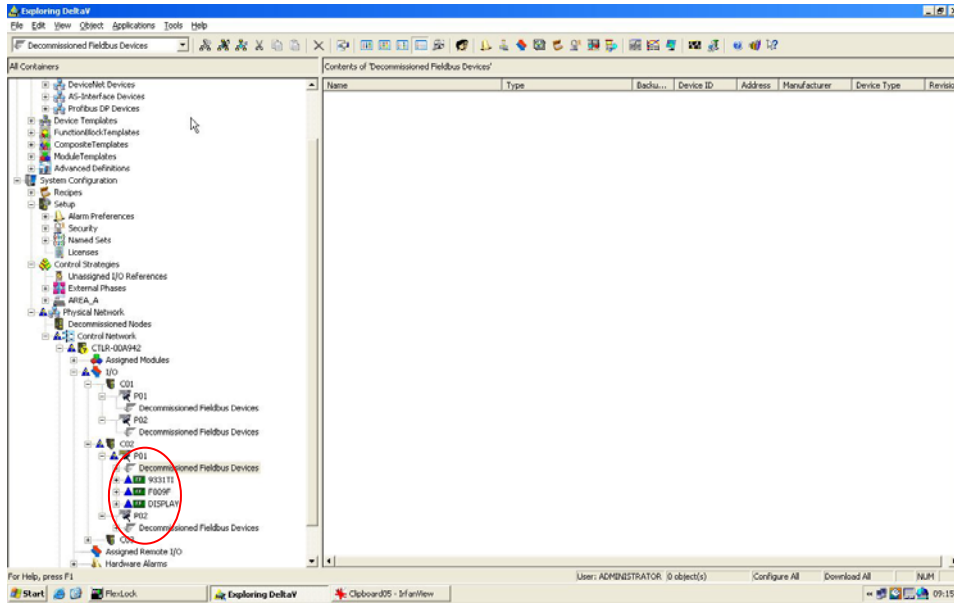 Exploring DeltaV
File Edit View Object Applications Tools Help
Decommissioned Fieldbus Devices
All Containers
Contents of 'Decommissioned Fieldbus Devices'
Name Type Backu... Device ID Address Manufacturer Device Type Revisio
DeviceNet Devices
AS-Interface Devices
Profibus DP Devices
Device Templates
FunctionBlockTemplates
CompositeTemplates
ModuleTemplates
Advanced Definitions
System Configuration
Recipes
Setup
Alarm Preferences
Security
Named Sets
Licenses
Control Strategies
Unassigned I/O References
External Phases
AREA_A
Physical Network
Decommissioned Nodes
Control Network
CTLR-00A942
Assigned Modules
I/O
C01
P01
Decommissioned Fieldbus Devices
P02
Decommissioned Fieldbus Devices
C02
P01
Decommissioned Fieldbus Devices
9331TI
F809F
DISPLAY
P02
Decommissioned Fieldbus Devices
C03
Assigned Remote I/O
Hardware Alarms
For Help, press F1
User: ADMINISTRATOR 0 object(s) Configure All Download All NUM
Start FlexLock Exploring DeltaV Clipboard05 - IrfanView 09:15